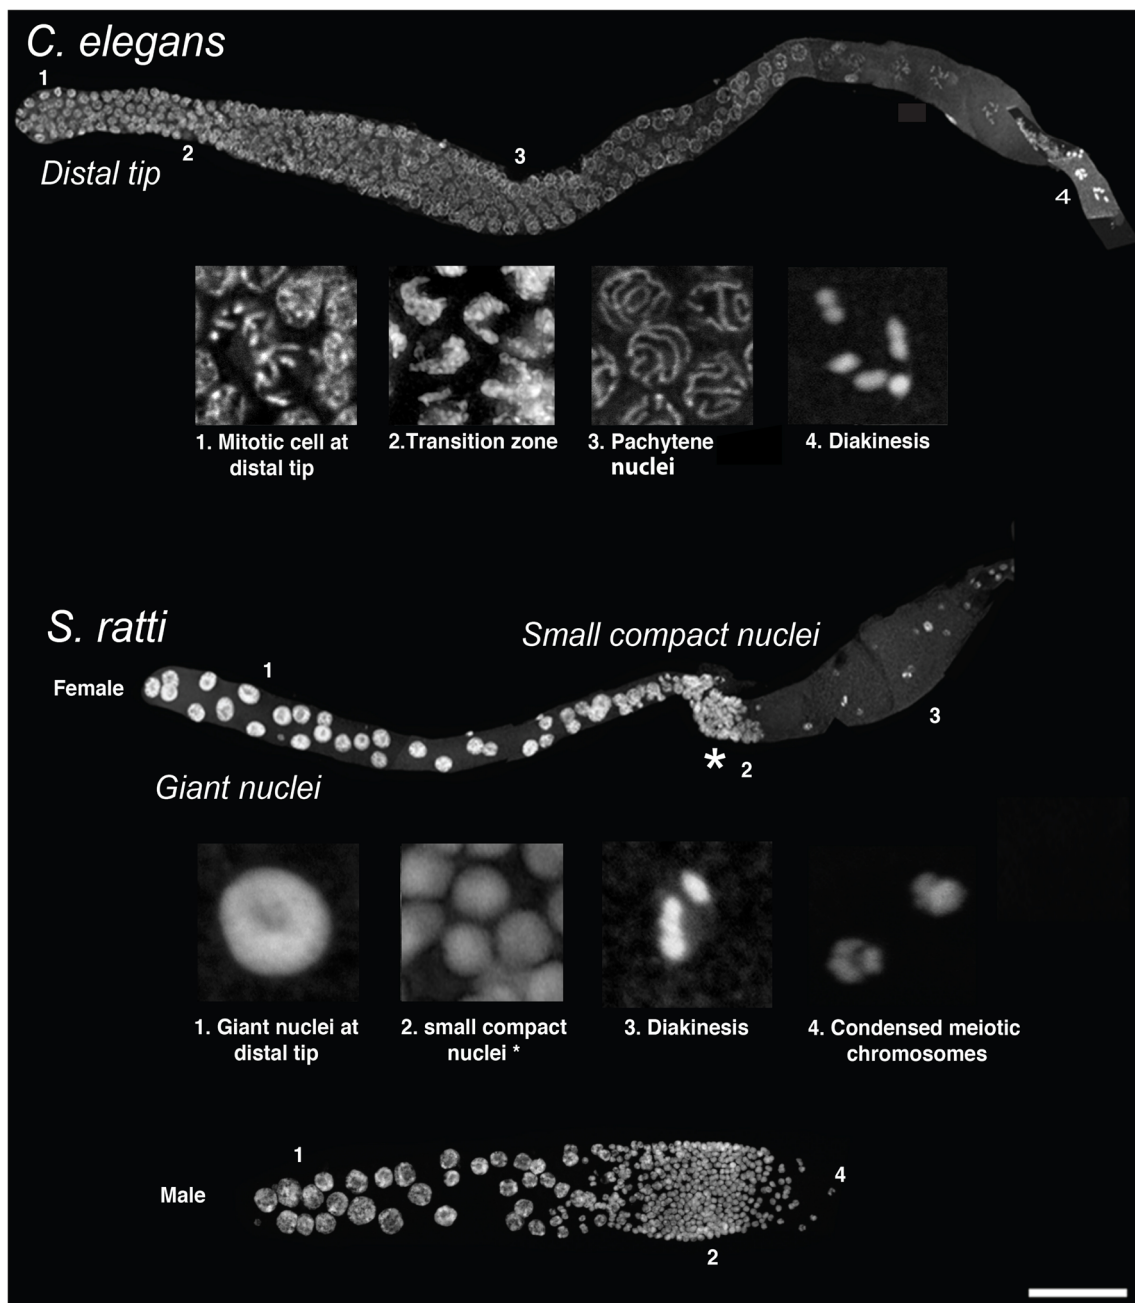 C. elegans
1
2
3
4
Distal tip
1. Mitotic cell at
distal tip
2.Transition zone
3. Pachytene
nuclei
4. Diakinesis
S. ratti
Small compact nuclei
Female
1
3
* 2
Giant nuclei
1. Giant nuclei at
distal tip
2. small compact
nuclei *
3. Diakinesis
4. Condensed meiotic
chromosomes
1
4
Male
2